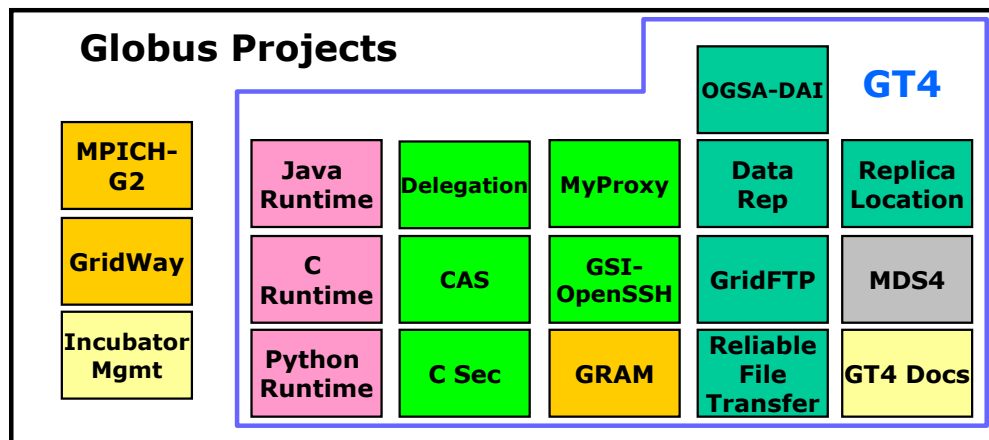 Globus Projects
GT4
OGSA-DAI
MPICH-
G2
Java
Runtime
Delegation
MyProxy
Data
Rep
Replica
Location
GridWay
C
Runtime
CAS
GSI-
OpenSSH
GridFTP
MDS4
Incubator
Mgmt
Python
Runtime
C Sec
GRAM
Reliable
File
Transfer
GT4 Docs